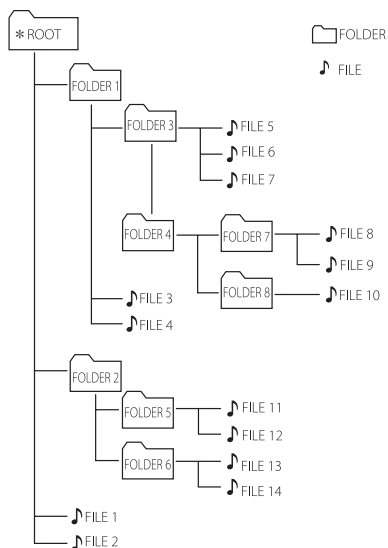 * ROOT
FOLDER
FILE
FOLDER 1
FOLDER 3
FILE 5
FILE 6
FILE 7
FOLDER 4
FOLDER 7
FILE 8
FILE 9
FOLDER 8
FILE 10
FILE 3
FILE 4
FOLDER 2
FOLDER 5
FILE 11
FILE 12
FOLDER 6
FILE 13
FILE 14
FILE 1
FILE 2